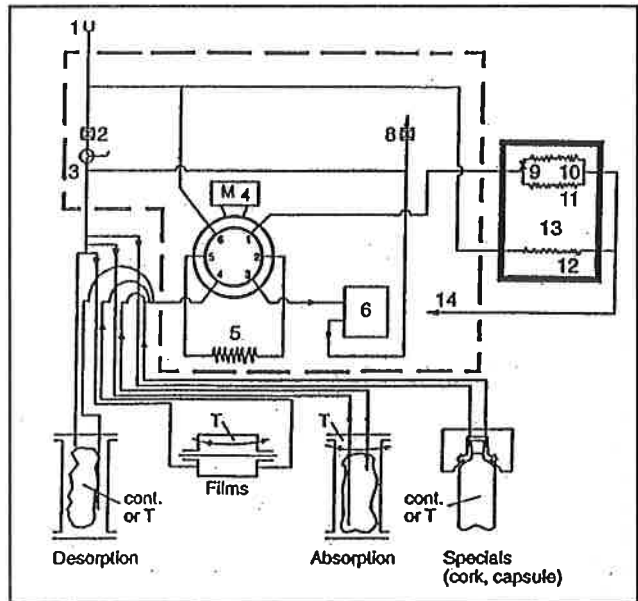 1
2
3
8
M 4
6
1
5
2
4
3
5
6
9
10
11
13
12
14
T
T
cont.
or T
Films
cont.
or T
Desorption
Absorption
Specials
(cork, capsule)